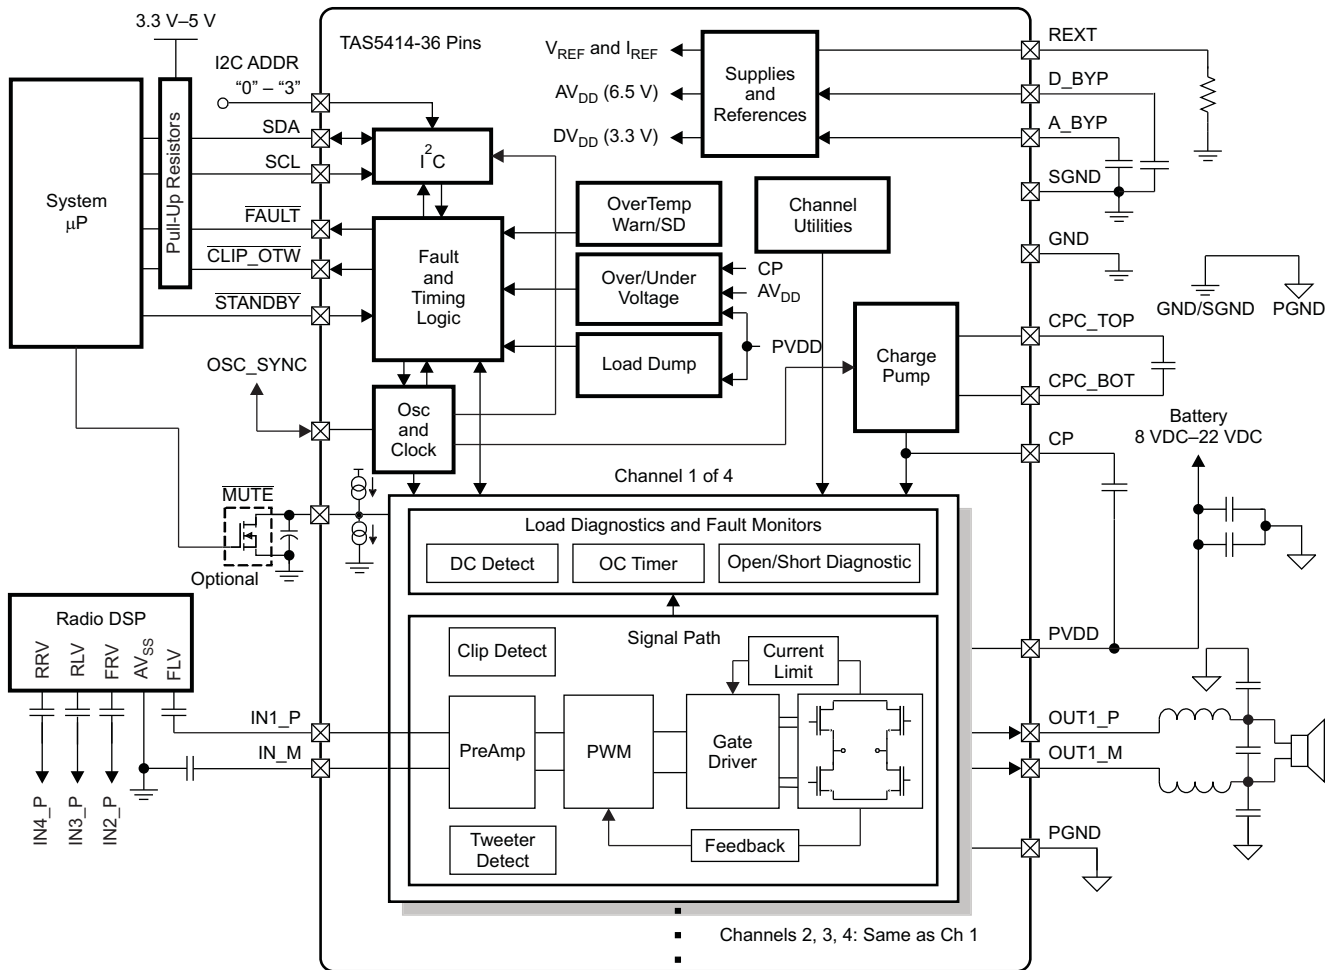 3.3 V–5 V
TAS5414-36 Pins
I2C ADDR
“0” – “3”
SDA
SCL
FAULT
CLIP_OTW
STANDBY
System
μP
Pull-Up Resistors
I2C
Fault
and
Timing
Logic
OSC_SYNC
Osc
and
Clock
VREF and IREF
AVDD (6.5 V)
DVDD (3.3 V)
Supplies
and
References
OverTemp
Warn/SD
Over/Under
Voltage
Load Dump
CP
AVDD
PVDD
Channel
Utilities
Charge
Pump
REXT
D_BYP
A_BYP
SGND
GND
GND/SGND
PGND
CPC_TOP
CPC_BOT
CP
Battery
8 VDC–22 VDC
MUTE
Optional
Channel 1 of 4
Load Diagnostics and Fault Monitors
DC Detect
OC Timer
Open/Short Diagnostic
Radio DSP
RRV
RLV
FRV
AVSS
FLV
IN4_P
IN3_P
IN2_P
IN1_P
IN_M
Signal Path
Clip Detect
Current
Limit
PreAmp
PWM
Gate
Driver
Tweeter
Detect
Feedback
PVDD
OUT1_P
OUT1_M
PGND
Channels 2, 3, 4: Same as Ch 1